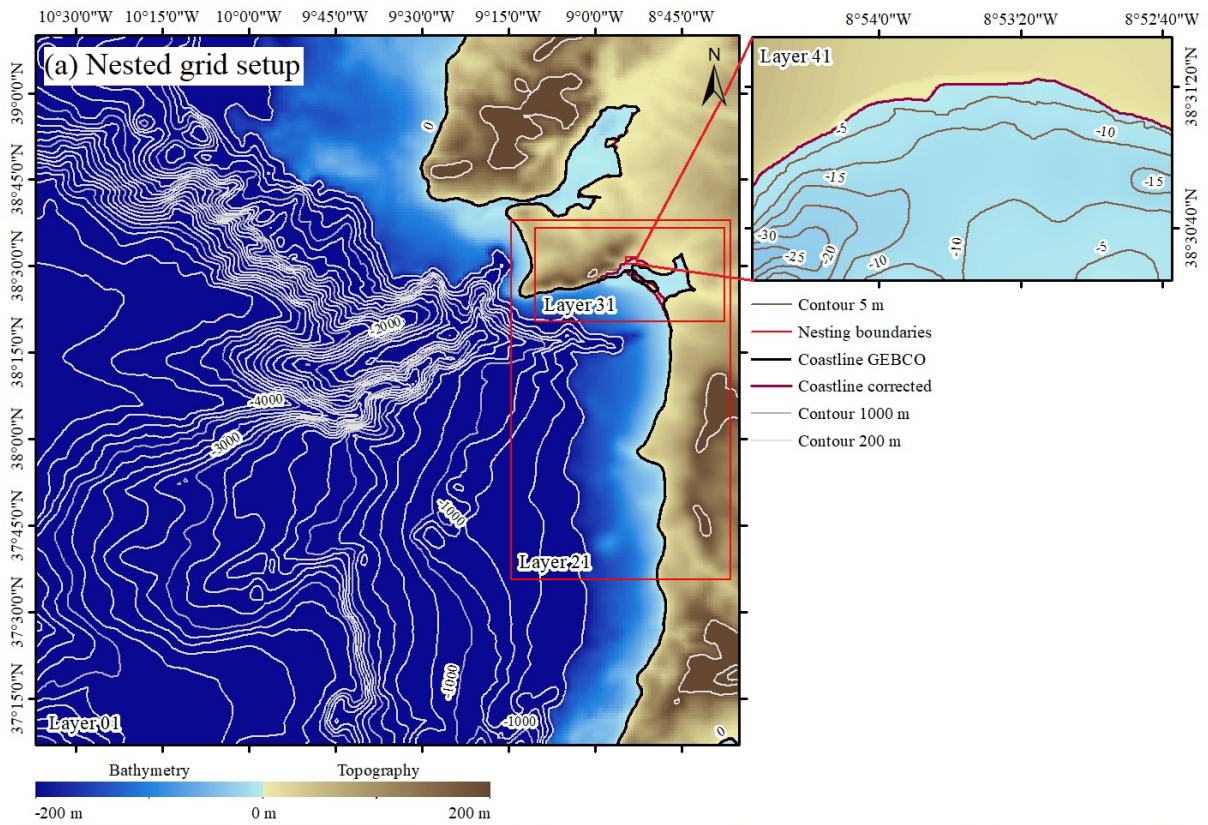 10°30'0"W 10°15'0"W 10°0'0"W 9°45'0"W 9°30'0"W 9°15'0"W 9°0'0"W 8°45'0"W
8°54'0"W 8°53'20"W 8°52'40"W
(a) Nested grid setup
N
Layer 41
39°0'0"N
38°45'0"N
38°30'0"N
38°15'0"N
38°0'0"N
37°45'0"N
37°30'0"N
37°15'0"N
38°31'20"N
38°30'40"N
0
-5
-10
-15
-15
-30
-25
-20
-10
-10
-5
Layer 31
-2000
-4000
-3000
-1000
Layer 21
-1000
-1000
0
Layer 01
Contour 5 m
Nesting boundaries
Coastline GEBCO
Coastline corrected
Contour 1000 m
Contour 200 m
Bathymetry Topography
-200 m 0 m 200 m